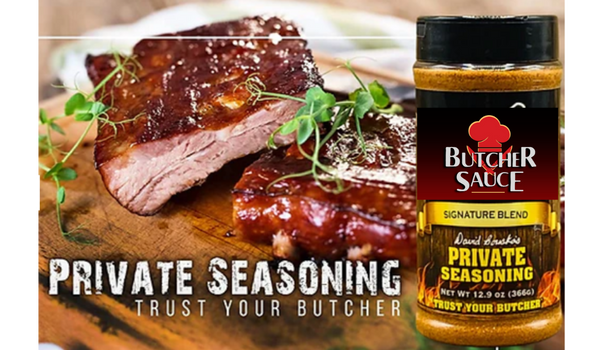 PRIVATE SEASONING
TRUST YOUR BUTCHER
BUTCHER
SAUCE
SIGNATURE BLEND
PRIVATE
SEASONING
NET WT 12.9 OZ (366G)
TRUST YOUR BUTCHER